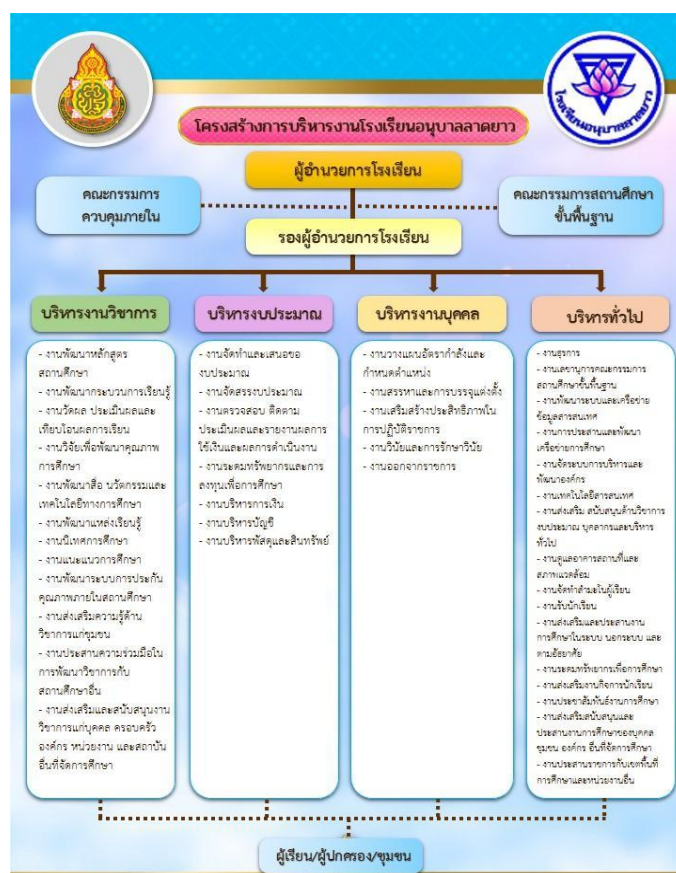 โรงเรียนอนุบาลลาดยาว
โครงสร้างการบริหารงานโรงเรียนอนุบาลลาดยาว
ผู้อำนวยการโรงเรียน
คณะกรรมการ
ควบคุมภายใน
คณะกรรมการสถานศึกษา
ขั้นพื้นฐาน
รองผู้อำนวยการโรงเรียน
บริหารงานวิชาการ
- งานพัฒนาหลักสูตร
สถานศึกษา
- งานพัฒนากระบวนการเรียนรู้
- งานวัดผล ประเมินผลและ
เทียบโอนผลการเรียน
- งานวิจัยเพื่อพัฒนาคุณภาพ
การศึกษา
- งานพัฒนาสื่อ นวัตกรรมและ
เทคโนโลยีทางการศึกษา
- งานพัฒนาแหล่งเรียนรู้
- งานนิเทศการศึกษา
- งานแนะแนวการศึกษา
- งานพัฒนาระบบการประกัน
คุณภาพภายในสถานศึกษา
- งานส่งเสริมความรู้ด้าน
วิชาการแก่ชุมชน
- งานประสานความร่วมมือใน
การพัฒนาวิชาการกับ
สถานศึกษาอื่น
- งานส่งเสริมและสนับสนุนงาน
วิชาการแก่บุคคล ครอบครัว
องค์กร หน่วยงาน และสถาบัน
อื่นที่จัดการศึกษา
บริหารงบประมาณ
- งานจัดทำและเสนอขอ
งบประมาณ
- งานจัดสรรงบประมาณ
- งานตรวจสอบ ติดตาม
ประเมินผลและรายงานผลการ
ใช้เงินและผลการดำเนินงาน
- งานระดมทรัพยากรและการ
ลงทุนเพื่อการศึกษา
- งานบริหารการเงิน
- งานบริหารบัญชี
- งานบริหารพัสดุและสินทรัพย์
บริหารงานบุคคล
- งานวางแผนอัตรากำลังและ
กำหนดตำแหน่ง
- งานสรรหาและการบรรจุแต่งตั้ง
- งานเสริมสร้างประสิทธิภาพใน
การปฏิบัติราชการ
- งานวินัยและการรักษาวินัย
- งานออกจากราชการ
บริหารทั่วไป
- งานธุรการ
- งานเลขานุการคณะกรรมการ
สถานศึกษาขั้นพื้นฐาน
- งานพัฒนาระบบและเครือข่าย
ข้อมูลสารสนเทศ
- งานการประสานและพัฒนา
เครือข่ายการศึกษา
- งานจัดระบบการบริหารและ
พัฒนาองค์กร
- งานเทคโนโลยีสารสนเทศ
- งานส่งเสริม สนับสนุนด้านวิชาการ
งบประมาณ บุคลากรและบริหาร
ทั่วไป
- งานดูแลอาคารสถานที่และ
สภาพแวดล้อม
- งานจัดทำสำมะโนผู้เรียน
- งานรับนักเรียน
- งานส่งเสริมและประสานงาน
การศึกษาในระบบ นอกระบบ และ
ตามอัธยาศัย
- งานระดมทรัพยากรเพื่อการศึกษา
- งานส่งเสริมงานกิจการนักเรียน
- งานประชาสัมพันธ์งานการศึกษา
- งานส่งเสริมสนับสนุนและ
ประสานงานการศึกษาของบุคคล
ชุมชน องค์กร อื่นที่จัดการศึกษา
- งานประสานราชการกับเขตพื้นที่
การศึกษาและหน่วยงานอื่น
ผู้เรียน/ผู้ปกครอง/ชุมชน